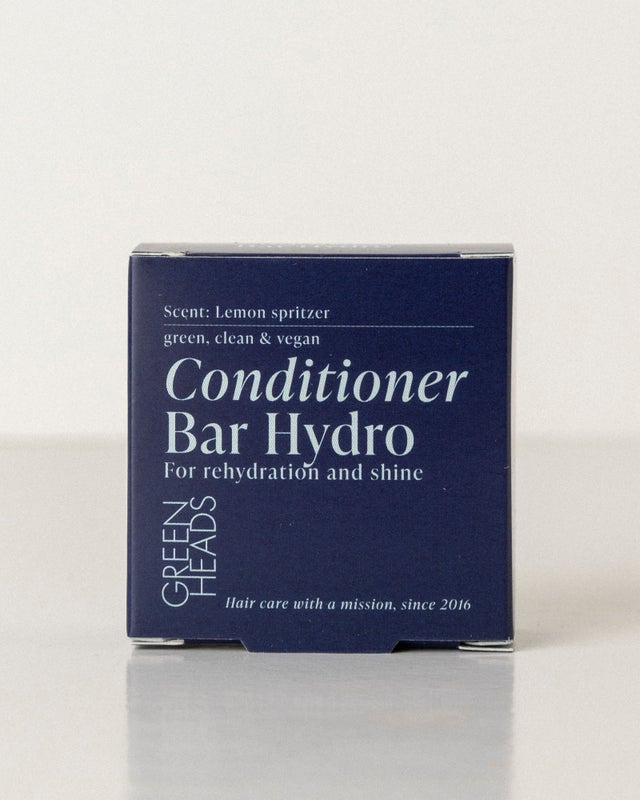 Scent: Lemon spritzer
green, clean & vegan
Conditioner
Bar Hydro
For rehydration and shine
GREEN
HEADS
Hair care with a mission, since 2016